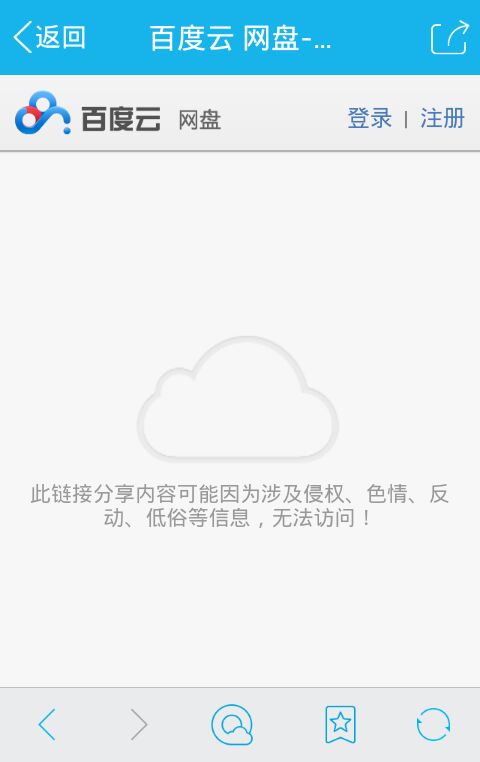 返回 百度云 网盘-...
百度云 网盘 登录 | 注册
此链接分享内容可能因为涉及侵权、色情、反
动、低俗等信息，无法访问！